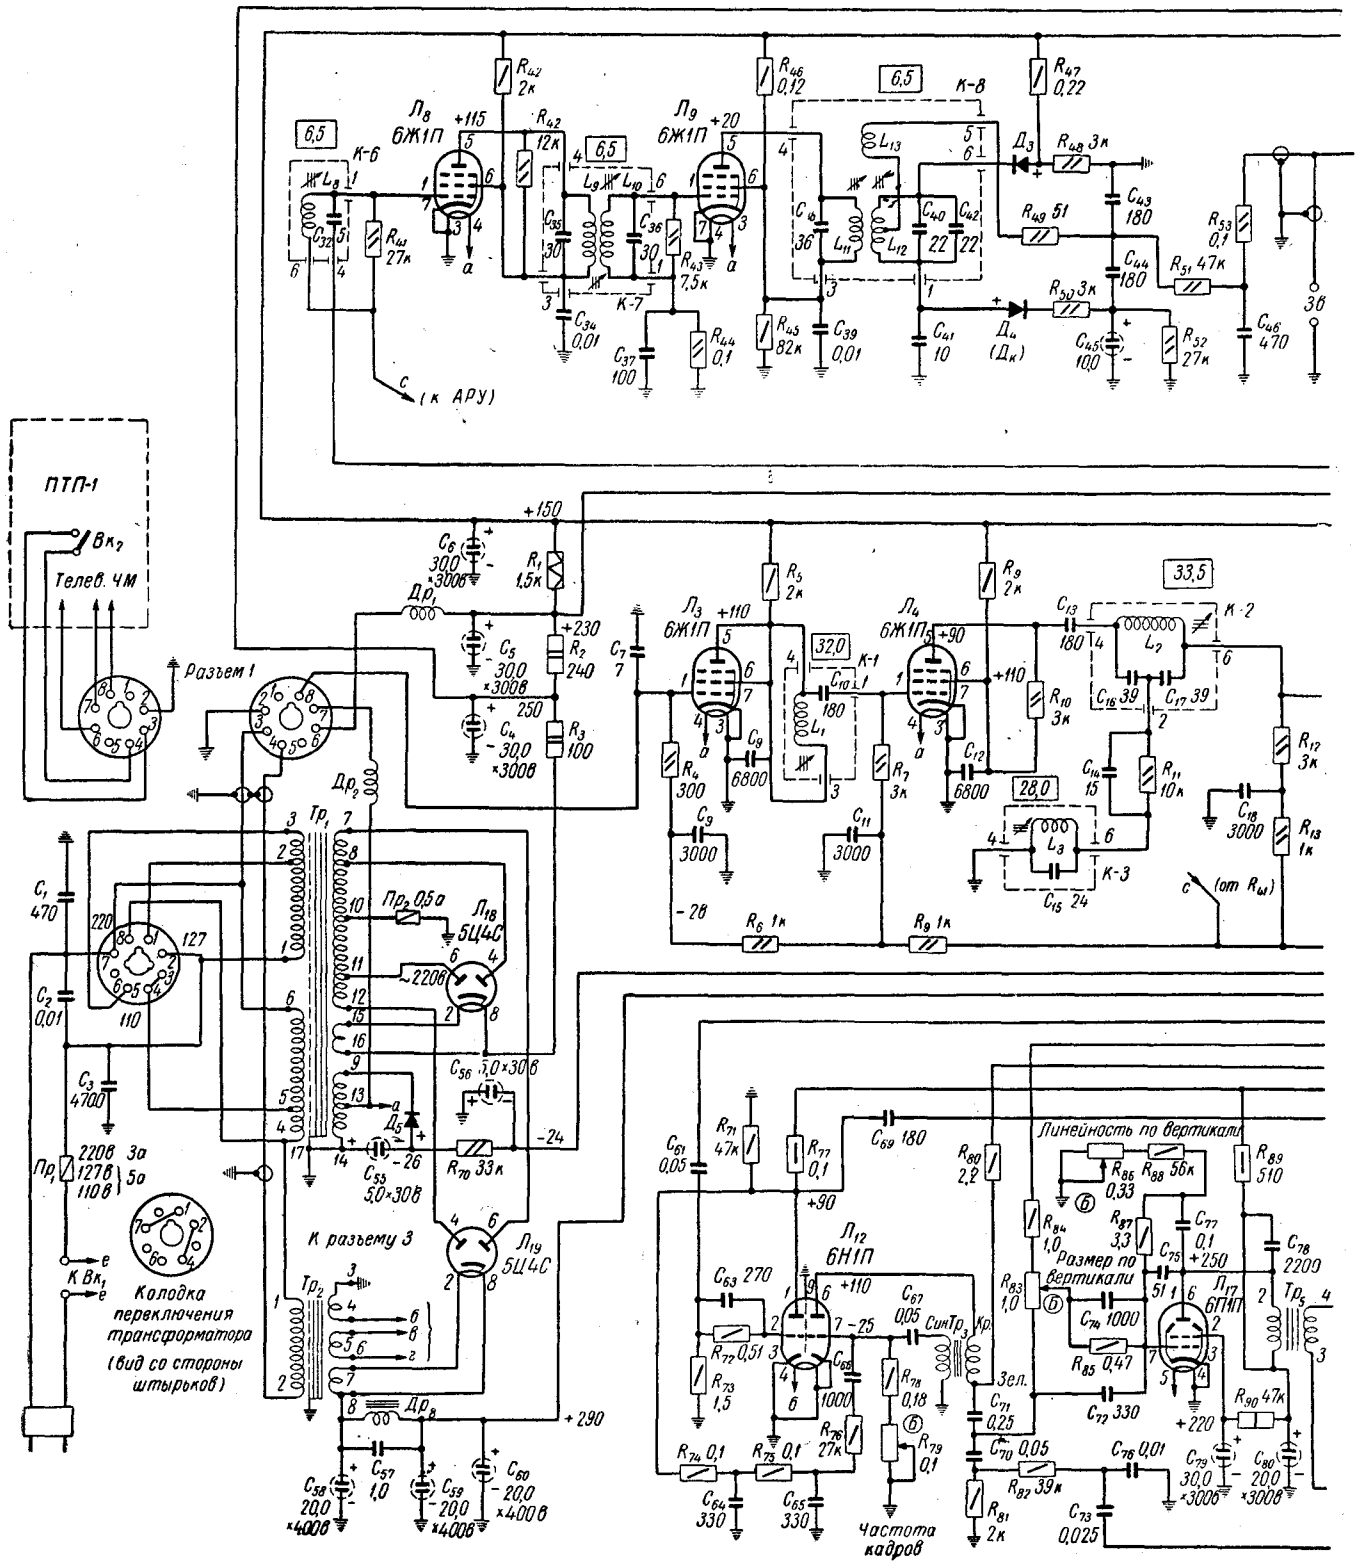 R42
2к
Л8
6Ж1П
+115
R42
12к
6,5
К-6
L8
C32
5
R41
27к
6,5
L9
L10
C35
30
C36
30
R43
7,5к
К-7
C34
0,01
C37
100
R44
0,1
с (к АРУ)
Л9
6Ж1П
+20
R46
0,12
6,5
К-8
L13
C16
36
L11
L12
C40
22
C42
22
R45
82к
C39
0,01
C41
10
R47
0,22
Д3
R48 3к
C43
180
R49 51
C44
180
R50 3к
Д4
(Дк)
C45
10,0
R52
27к
R51 47к
R53
0,1
C46
470
Зв
ПТП-1
Вк2
Телев. ЧМ
Разъем 1
+150
C6
30,0
×300в
R1
1,5к
Др1
+230
C5
30,0
×300в
R2
240
250
C4
30,0
×300в
R3
100
C7
7
Др2
Л3
6Ж1П
+110
R5
2к
32,0
К-1
C10
180
L1
R4
300
C9
6800
C9
3000
R7
3к
C11
3000
-2в
R6 1к
R9 1к
Л4
6Ж1П
+90
+110
R9
2к
R10
3к
C12
6800
C13
180
33,5
К-2
L2
C16 39
C17 39
C14
15
R11
10к
28,0
L3
К-3
C15 24
R12
3к
C18
3000
R13
1к
с
(от R41)
C1
470
C2
0,01
C3
4700
220
127
110
Тр1
Пр2 0,5а
Л18
5Ц4С
~220в
C56
5,0×30в
Д5
-26
C55
5,0×30в
R70 33к
-24
Пр1
220в 3а
127в
110в
5а
К Вк1
е
е
Колодка
переключения
трансформатора
(вид со стороны
штырьков)
К разъему 3
Тр2
б
в
г
Л19
5Ц4С
Др8
+290
C57
1,0
C58
20,0
×400в
C59
20,0
×400в
C60
20,0
×400в
C61
0,05
R71
47к
R77
0,1
+90
C69 180
Л12
6Н1П
+110
C63 270
R72 0,51
R73
1,5
-25
C66
1000
C67
0,05
R78
0,18
R76
27к
R79
0,1
R74 0,1
R75 0,1
C64
330
C65
330
Частота
кадров
Син
Тр3
Кр.
Зел.
C71
0,25
C70 0,05
R81
2к
R82 39к
R80
2,2
C76 0,01
C73
0,025
Линейность по вертикали
R86
0,33
R88
56к
R84
1,0
R87
3,3
C77
0,1
+250
Размер по
вертикали
R83
1,0
C75
51
C74 1000
R85 0,47
C72 330
Л17
6П1П
R89
510
C78
2200
Тр5
+220
R90 47к
C79
30,0
×300в
C80
20,0
×300в